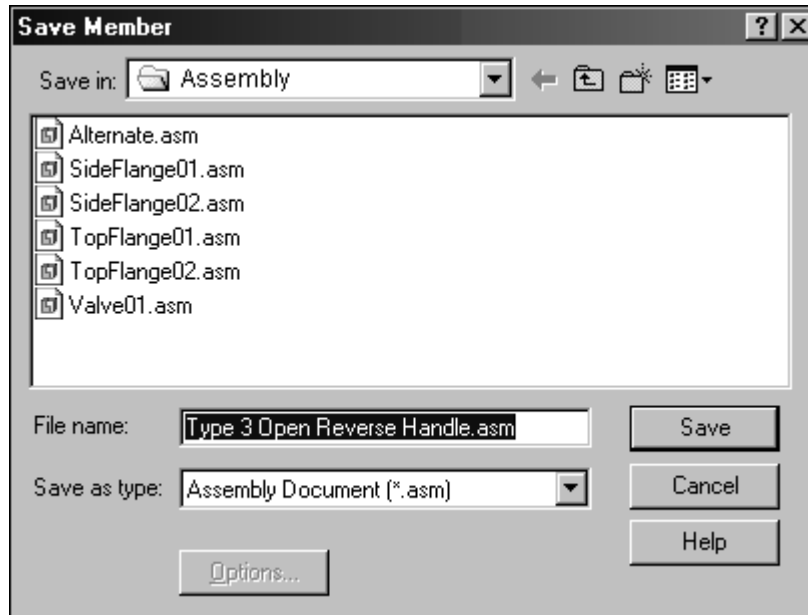 Save Member
Save in: Assembly
Alternate.asm
SideFlange01.asm
SideFlange02.asm
TopFlange01.asm
TopFlange02.asm
Valve01.asm
File name: Type 3 Open Reverse Handle.asm Save
Save as type: Assembly Document (*.asm) Cancel
Help
Options...